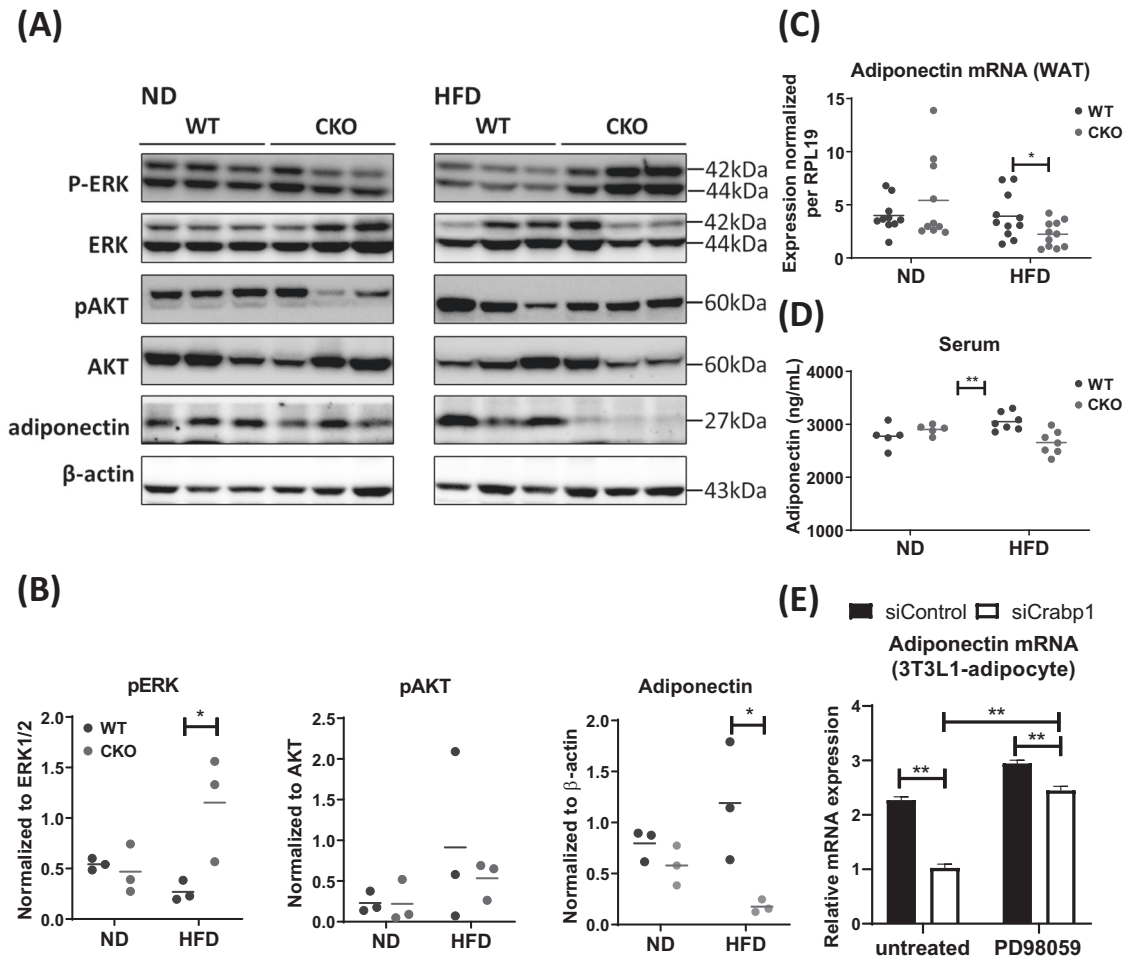 (A)
ND
HFD
WT
CKO
WT
CKO
P-ERK
42kDa
44kDa
ERK
42kDa
44kDa
pAKT
60kDa
AKT
60kDa
adiponectin
27kDa
β-actin
43kDa
(B)
pERK
Normalized to ERK1/2
2.0
1.5
1.0
0.5
0.0
WT
CKO
*
ND
HFD
pAKT
Normalized to AKT
2.5
2.0
1.5
1.0
0.5
0.0
ND
HFD
Adiponectin
Normalized to β-actin
2.0
1.5
1.0
0.5
0.0
*
ND
HFD
(C)
Adiponectin mRNA (WAT)
Expression normalized
per RPL19
15
10
5
0
WT
CKO
*
ND
HFD
(D)
Serum
Adiponectin (ng/mL)
4000
3000
2000
1000
**
WT
CKO
ND
HFD
(E)
siControl
siCrabp1
Adiponectin mRNA
(3T3L1-adipocyte)
Relative mRNA expression
4
3
2
1
0
**
**
**
untreated
PD98059